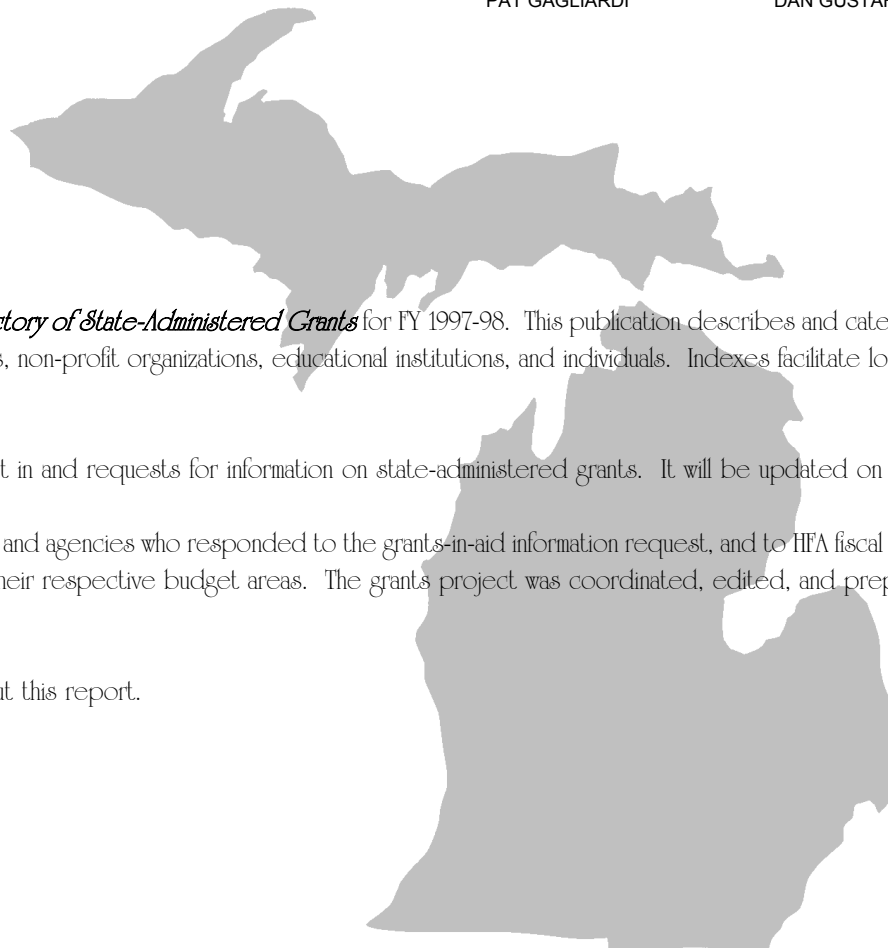 PAT GAGLIARDI DAN GUSTAF
ctory of State-Administered Grants for FY 1997-98. This publication describes and cate
s, non-profit organizations, educational institutions, and individuals. Indexes facilitate lo
t in and requests for information on state-administered grants. It will be updated on
and agencies who responded to the grants-in-aid information request, and to HFA fiscal
heir respective budget areas. The grants project was coordinated, edited, and prep
ut this report.